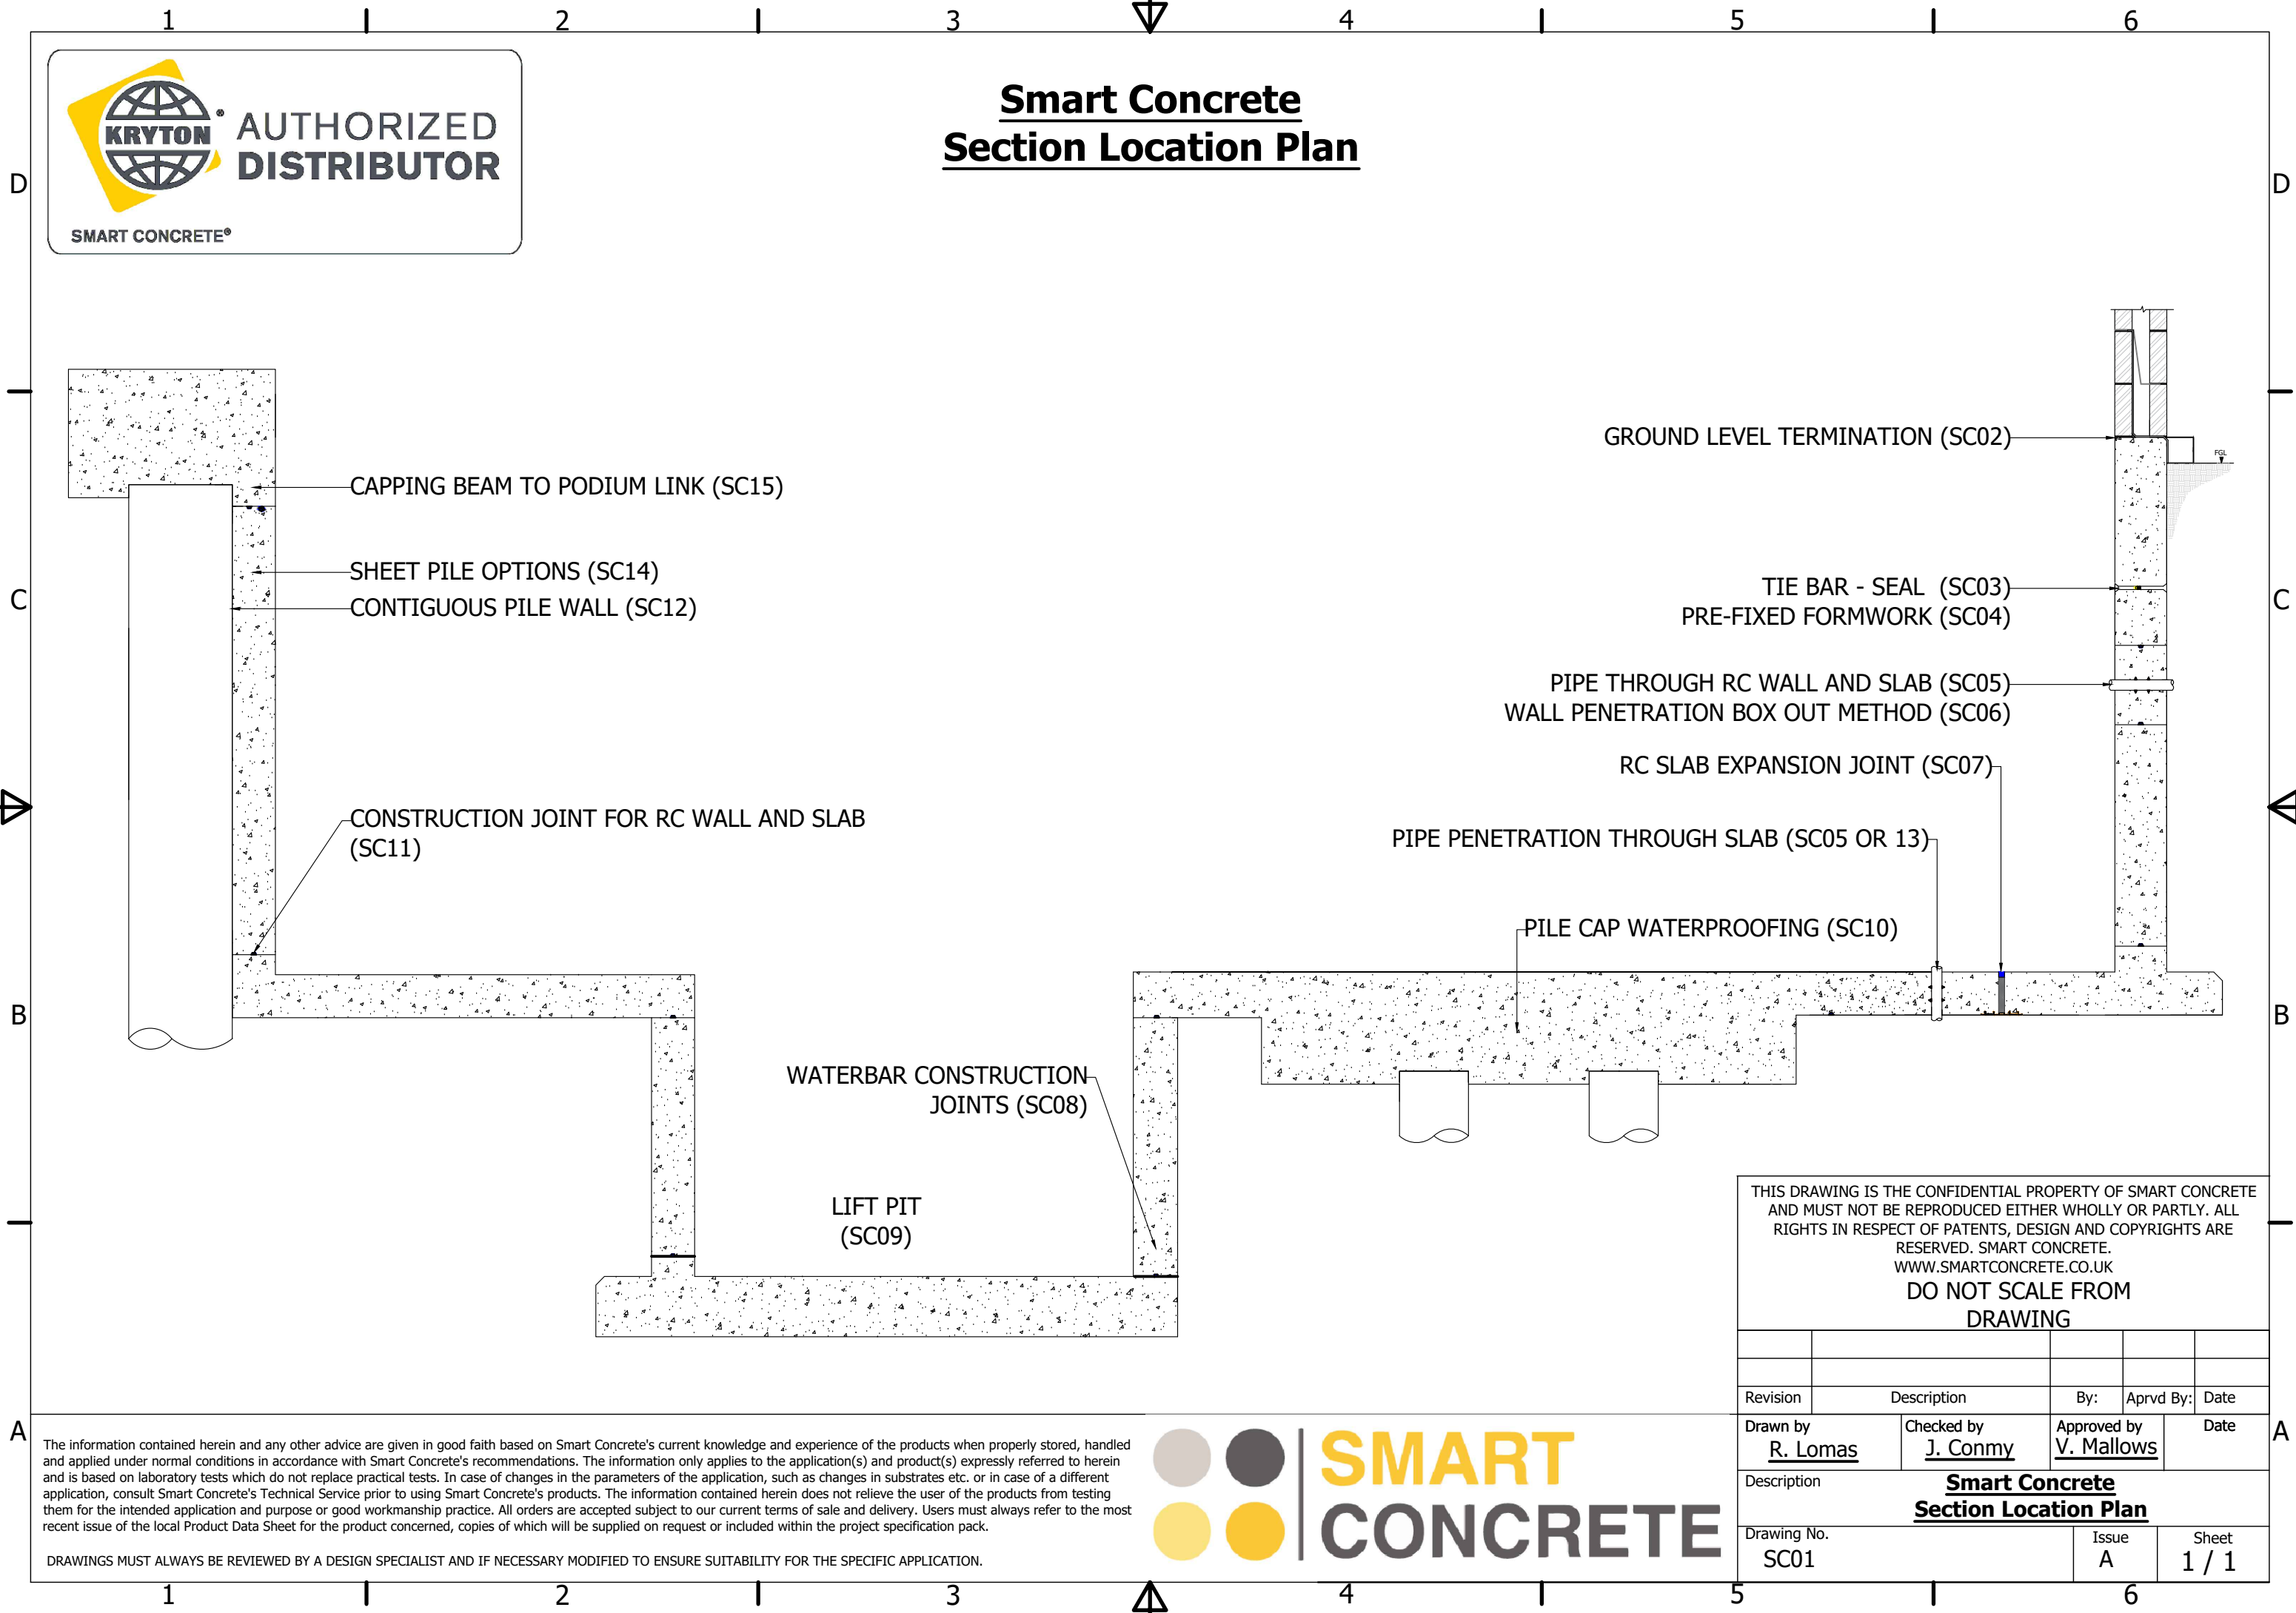 1 2 3 4 5 6
KRYTON®
AUTHORIZED
DISTRIBUTOR
SMART CONCRETE®
Smart Concrete
Section Location Plan
D D
GROUND LEVEL TERMINATION (SC02)
FGL
CAPPING BEAM TO PODIUM LINK (SC15)
SHEET PILE OPTIONS (SC14)
CONTIGUOUS PILE WALL (SC12)
C C
TIE BAR - SEAL (SC03)
PRE-FIXED FORMWORK (SC04)
PIPE THROUGH RC WALL AND SLAB (SC05)
WALL PENETRATION BOX OUT METHOD (SC06)
RC SLAB EXPANSION JOINT (SC07)
CONSTRUCTION JOINT FOR RC WALL AND SLAB
(SC11)
PIPE PENETRATION THROUGH SLAB (SC05 OR 13)
PILE CAP WATERPROOFING (SC10)
B B
WATERBAR CONSTRUCTION
JOINTS (SC08)
LIFT PIT
(SC09)
THIS DRAWING IS THE CONFIDENTIAL PROPERTY OF SMART CONCRETE
AND MUST NOT BE REPRODUCED EITHER WHOLLY OR PARTLY. ALL
RIGHTS IN RESPECT OF PATENTS, DESIGN AND COPYRIGHTS ARE
RESERVED. SMART CONCRETE.
WWW.SMARTCONCRETE.CO.UK
DO NOT SCALE FROM
DRAWING
Revision Description By: Aprvd By: Date
A A
Drawn by Checked by Approved by Date
R. Lomas J. Conmy V. Mallows
Description
Smart Concrete
Section Location Plan
Drawing No. Issue Sheet
SC01 A 1 / 1
The information contained herein and any other advice are given in good faith based on Smart Concrete's current knowledge and experience of the products when properly stored, handled
and applied under normal conditions in accordance with Smart Concrete's recommendations. The information only applies to the application(s) and product(s) expressly referred to herein
and is based on laboratory tests which do not replace practical tests. In case of changes in the parameters of the application, such as changes in substrates etc. or in case of a different
application, consult Smart Concrete's Technical Service prior to using Smart Concrete's products. The information contained herein does not relieve the user of the products from testing
them for the intended application and purpose or good workmanship practice. All orders are accepted subject to our current terms of sale and delivery. Users must always refer to the most
recent issue of the local Product Data Sheet for the product concerned, copies of which will be supplied on request or included within the project specification pack.
DRAWINGS MUST ALWAYS BE REVIEWED BY A DESIGN SPECIALIST AND IF NECESSARY MODIFIED TO ENSURE SUITABILITY FOR THE SPECIFIC APPLICATION.
SMART
CONCRETE
1 2 3 4 5 6